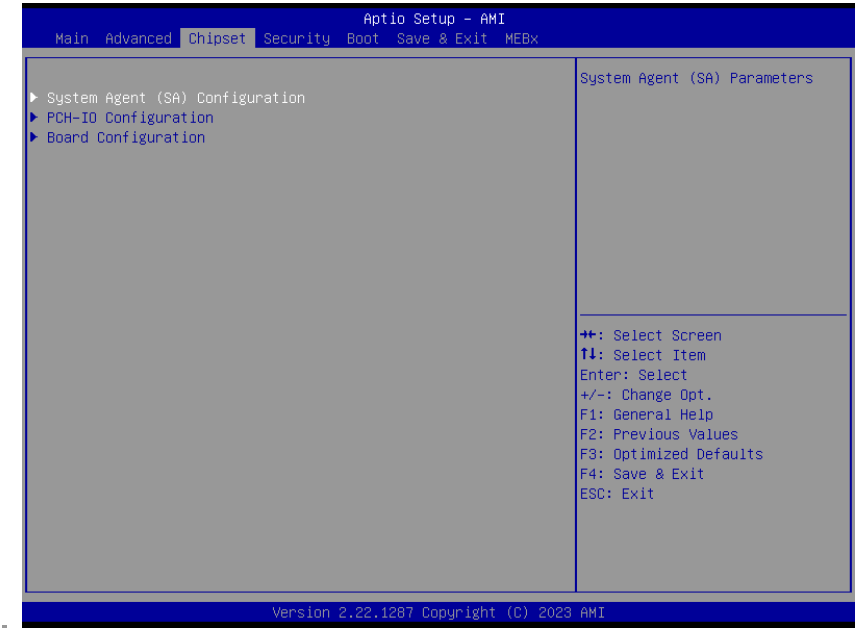 Aptio Setup – AMI
Main Advanced Chipset Security Boot Save & Exit MEBx
System Agent (SA) Configuration
PCH-IO Configuration
Board Configuration
System Agent (SA) Parameters
→←: Select Screen
↑↓: Select Item
Enter: Select
+/-: Change Opt.
F1: General Help
F2: Previous Values
F3: Optimized Defaults
F4: Save & Exit
ESC: Exit
Version 2.22.1287 Copyright (C) 2023 AMI